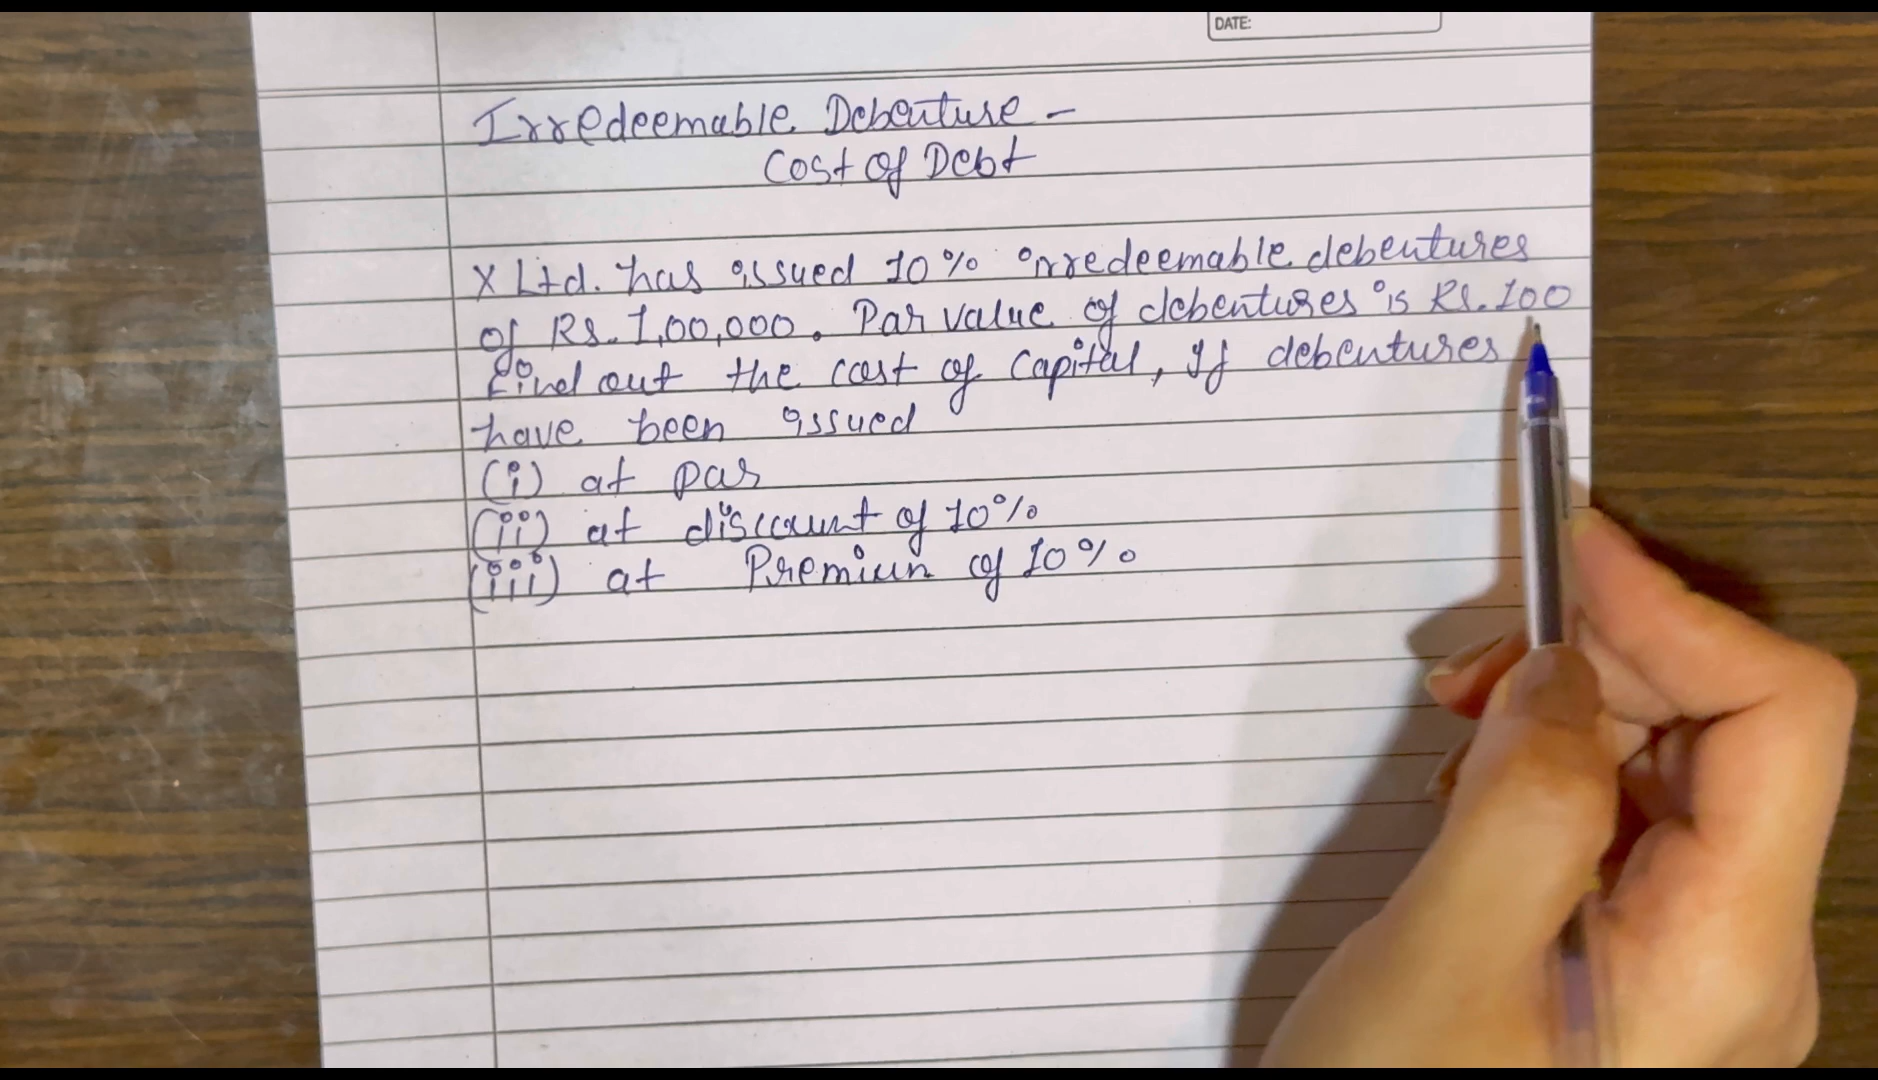 DATE:
Irredeemable Debenture -
Cost of Debt
X Ltd. has issued 10% irredeemable debentures
of Rs. 1,00,000. Par value of debentures is Rs. 100
Find out the cost of capital, If debentures
have been issued
(i) at par
(ii) at discount of 10%
(iii) at Premium of 10%